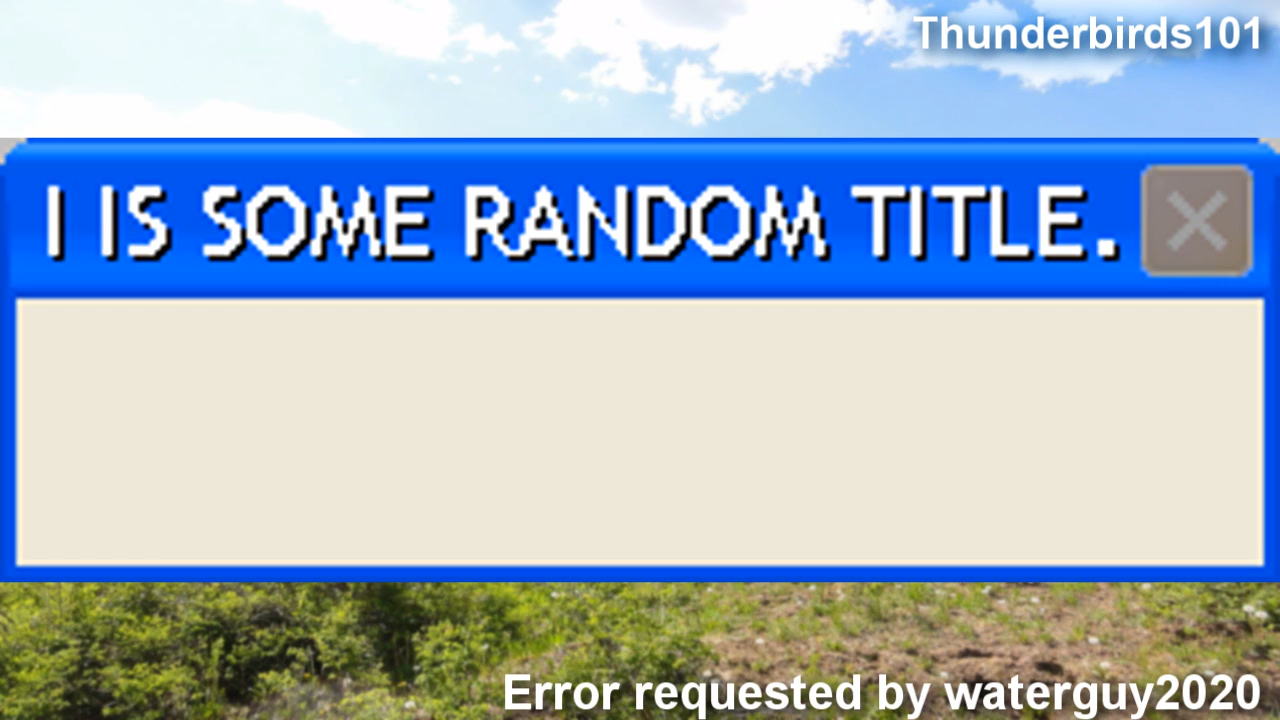 Thunderbirds101
I IS SOME RANDOM TITLE.
Error requested by waterguy2020